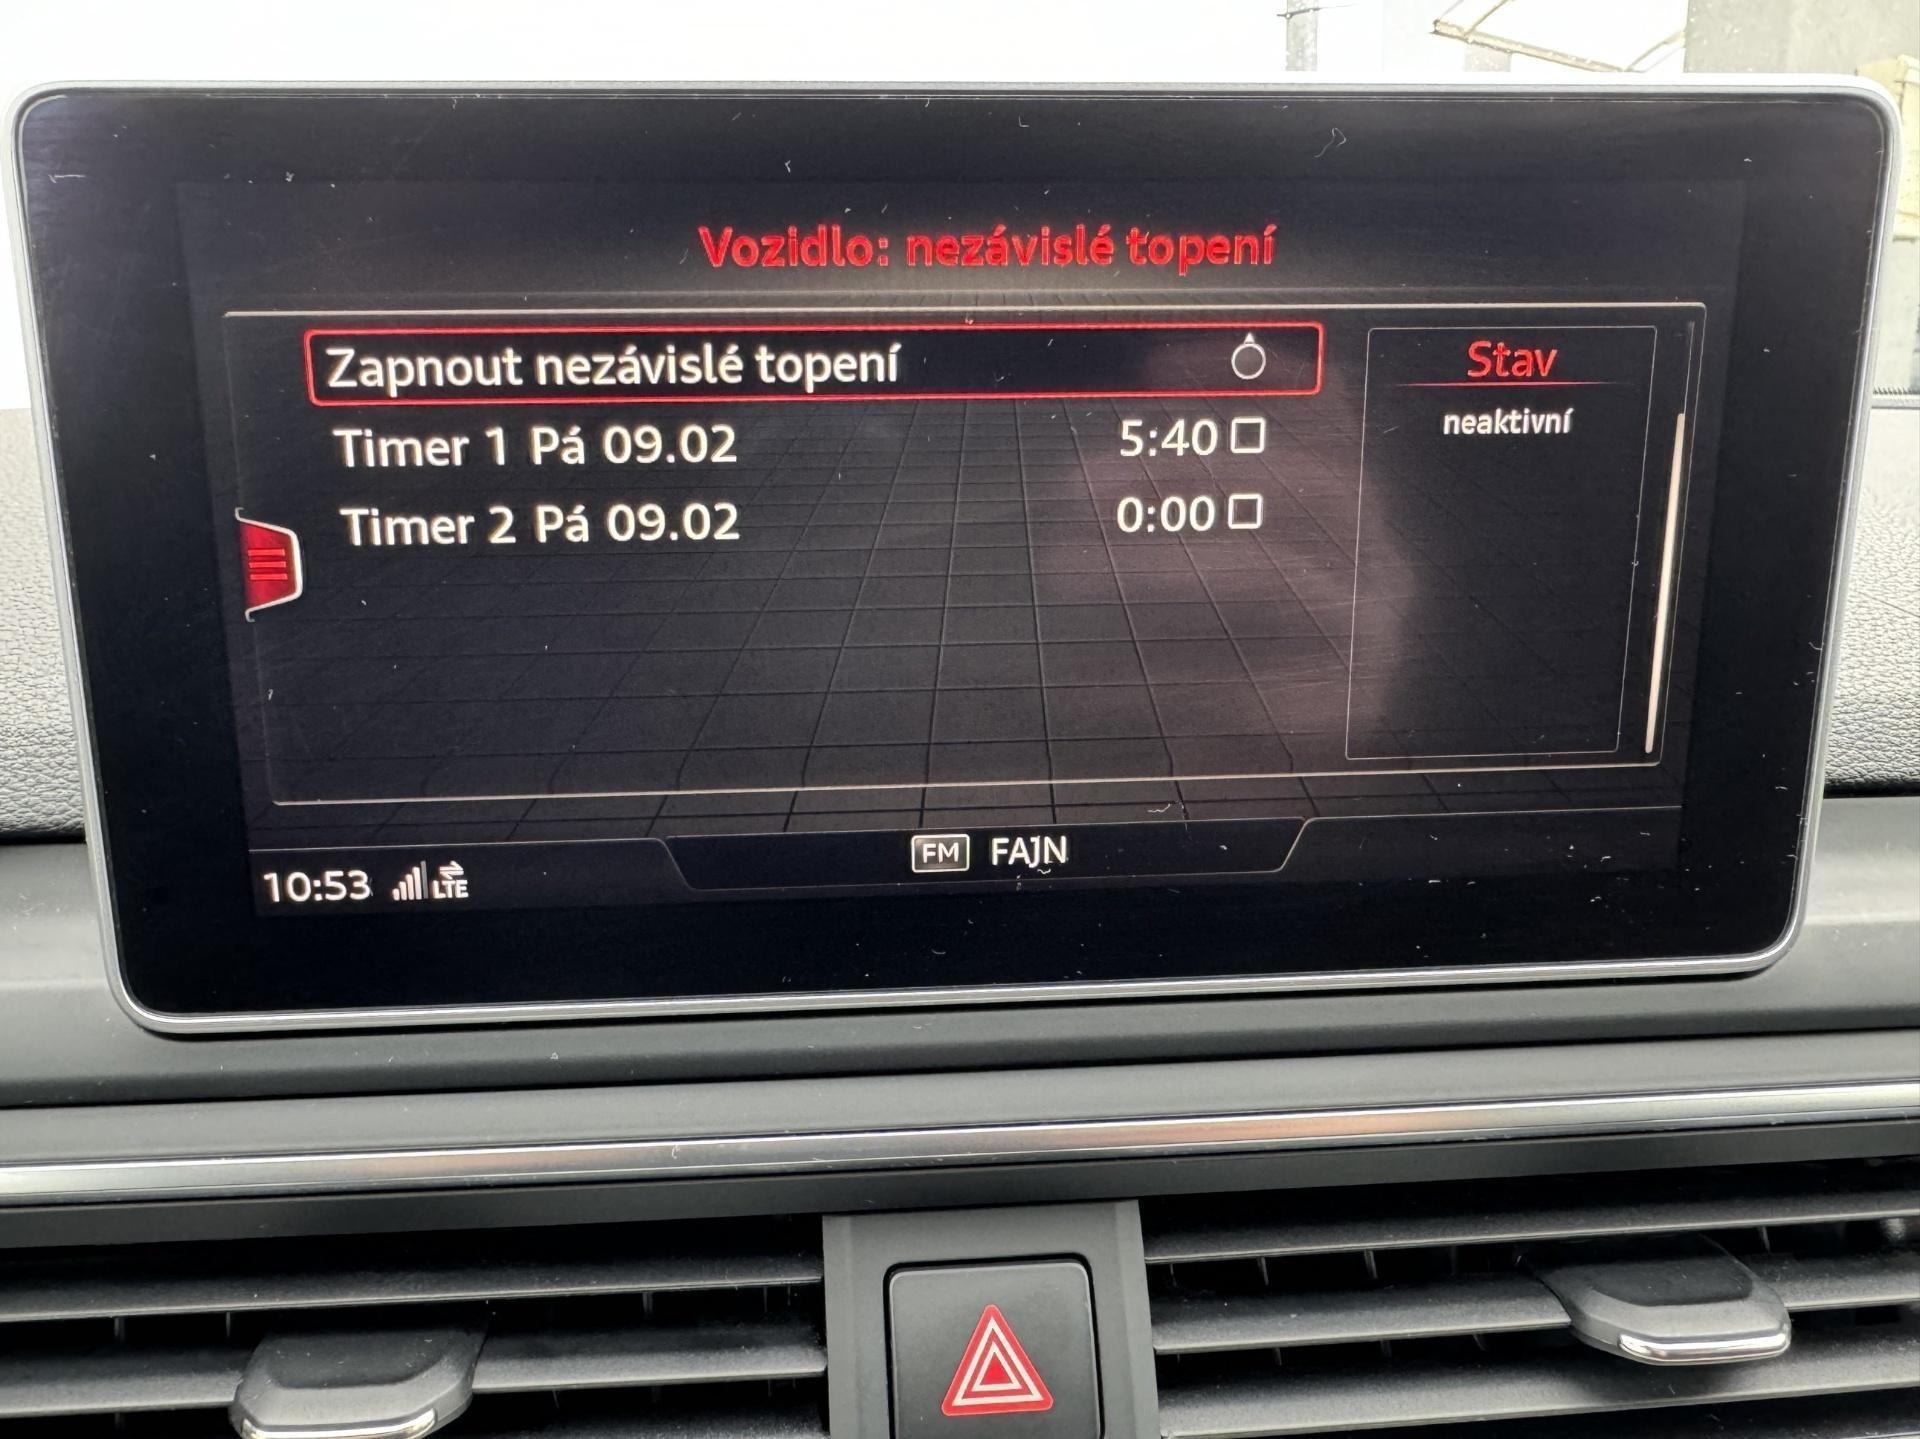 Vozidlo: nezávislé topení
Zapnout nezávislé topení
Stav
neaktivní
Timer 1 Pá 09.02 5:40
Timer 2 Pá 09.02 0:00
FM FAJN
10:53 LTE